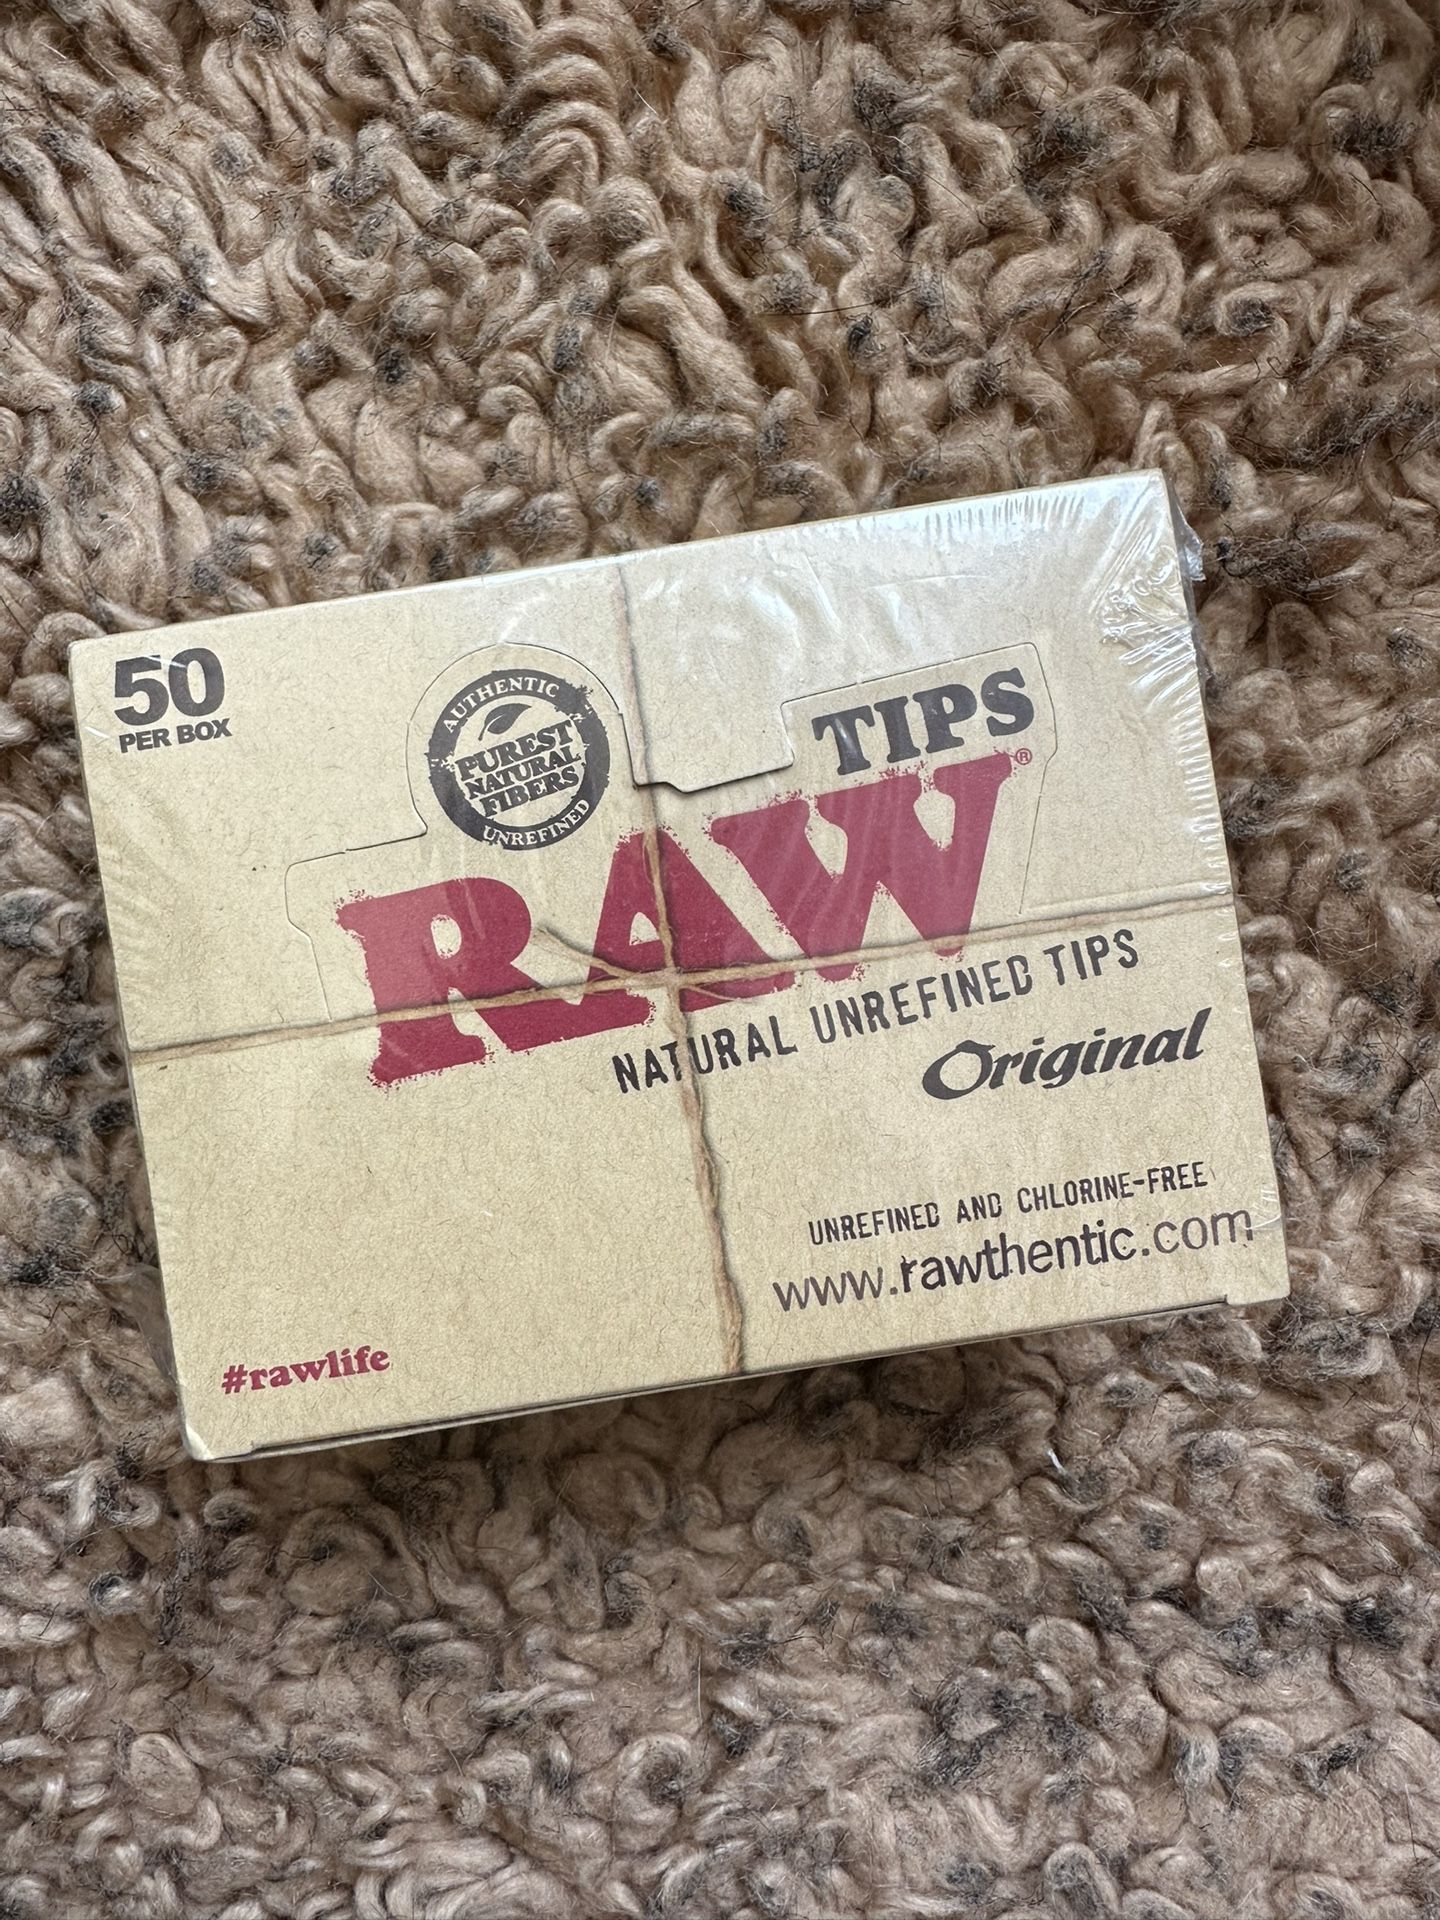 50
PER BOX
AUTHENTIC
PUREST
NATURAL
FIBERS
UNREFINED
TIPS
RAW®
NATURAL UNREFINED TIPS
Original
UNREFINED AND CHLORINE-FREE
www.rawthentic.com
#rawlife